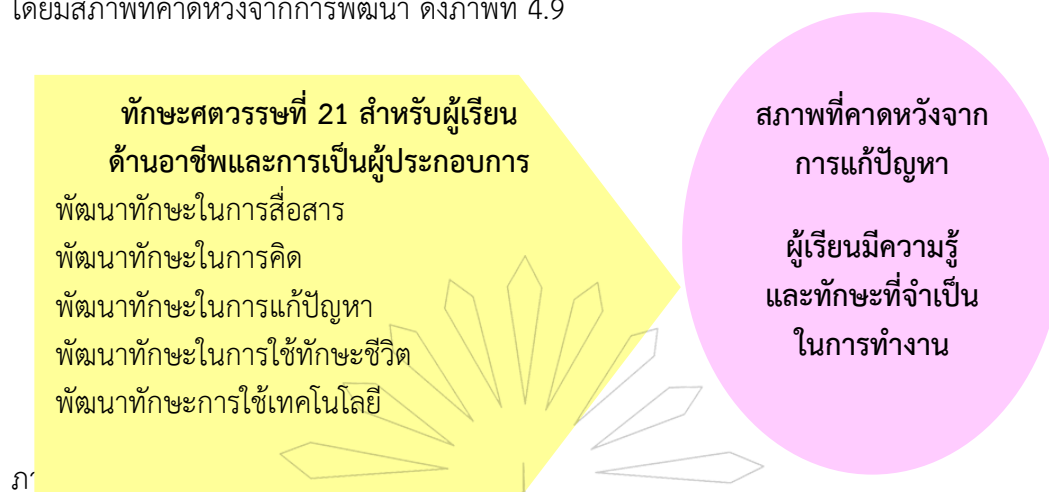 โดยมีสภาพที่คาดหวังจากการพัฒนา ดังภาพที่ 4.9
ทักษะศตวรรษที่ 21 สำหรับผู้เรียน
ด้านอาชีพและการเป็นผู้ประกอบการ
พัฒนาทักษะในการสื่อสาร
พัฒนาทักษะในการคิด
พัฒนาทักษะในการแก้ปัญหา
พัฒนาทักษะในการใช้ทักษะชีวิต
พัฒนาทักษะการใช้เทคโนโลยี
สภาพที่คาดหวังจาก
การแก้ปัญหา
ผู้เรียนมีความรู้
และทักษะที่จำเป็น
ในการทำงาน